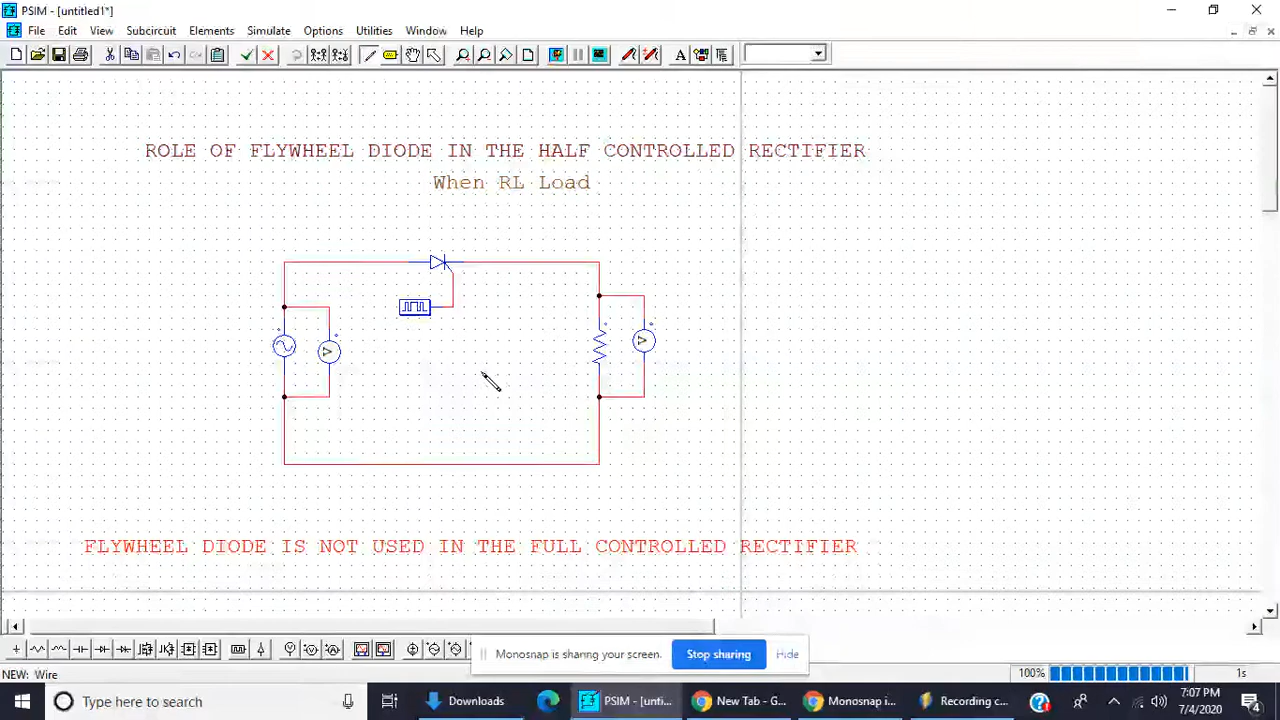 PSIM - [untitled1*]
File Edit View Subcircuit Elements Simulate Options Utilities Window Help
A
ROLE OF FLYWHEEL DIODE IN THE HALF CONTROLLED RECTIFIER
When RL Load
V
V
FLYWHEEL DIODE IS NOT USED IN THE FULL CONTROLLED RECTIFIER
Monosnap is sharing your screen. Stop sharing Hide
NEW: Wire 100% 1s
Type here to search Downloads PSIM - [unti... New Tab - G... Monosnap i... Recording c... 7:07 PM
7/4/2020 4